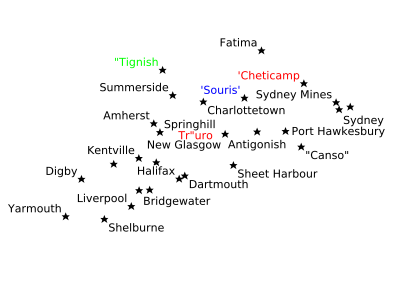 Fatima
"Tignish
'Cheticamp
Summerside
'Souris'
Sydney Mines
Charlottetown
Amherst
Springhill
Sydney
Tr"uro
Port Hawkesbury
New Glasgow
Antigonish
Kentville
"Canso"
Digby
Halifax
Sheet Harbour
Dartmouth
Liverpool
Bridgewater
Yarmouth
Shelburne